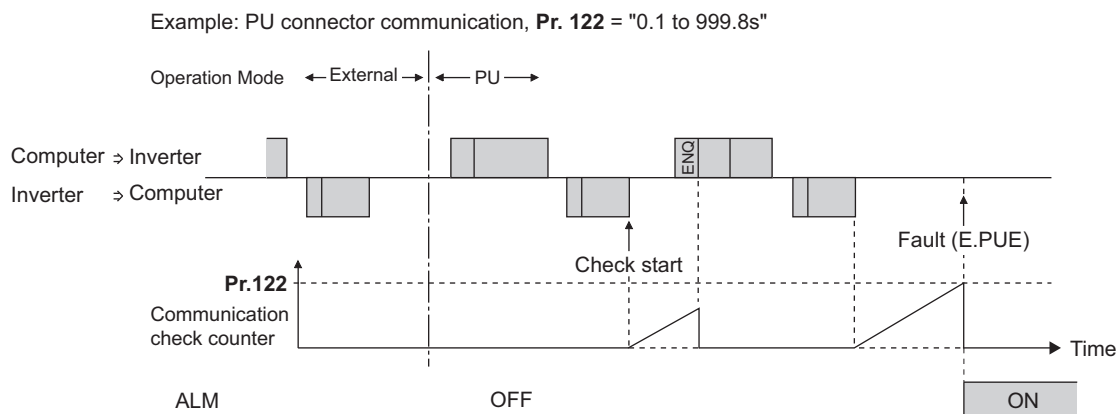 Example: PU connector communication, Pr. 122 = "0.1 to 999.8s"
Operation Mode External PU
Computer ➩ Inverter
ENQ
Inverter ➩ Computer
Fault (E.PUE)
Check start
Pr.122
Communication
check counter
Time
ALM OFF ON